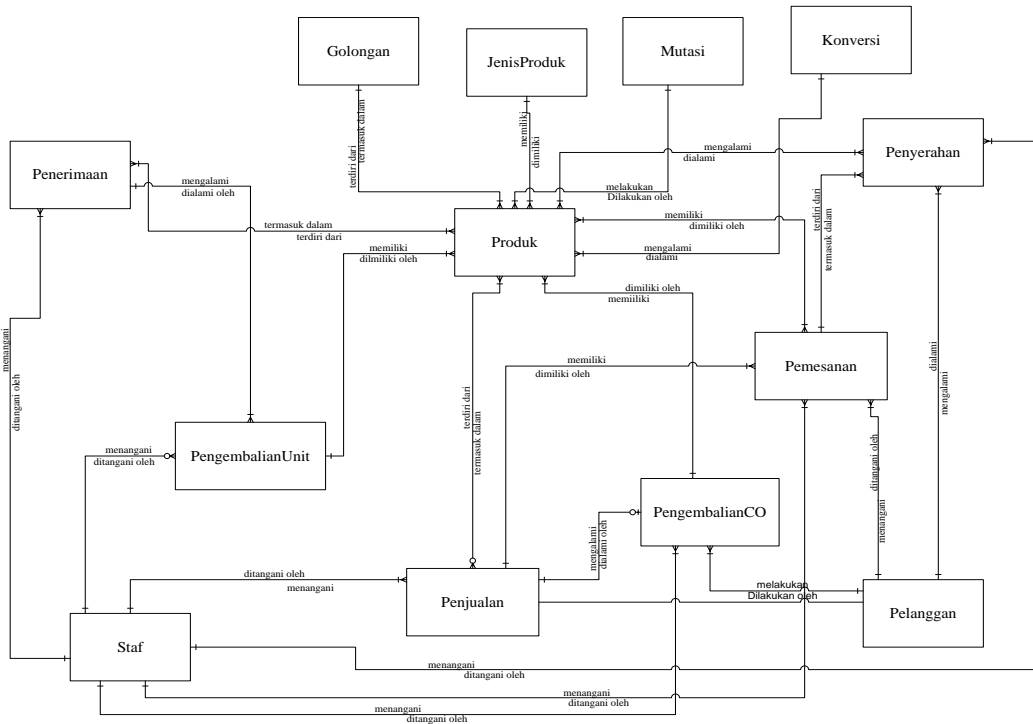 Golongan
JenisProduk
Mutasi
Konversi
Penerimaan
Penyerahan
terdiri dari
termasuk dalam
memiliki
dimiliki
mengalami
dialami
mengalami
dialami oleh
melakukan
Dilakukan oleh
termasuk dalam
terdiri dari
Produk
memiliki
dimiliki oleh
terdiri dari
termasuk dalam
memiliki
dilmiliki oleh
mengalami
dialami
dimiliki oleh
memiiliki
menangani
ditangani oleh
memiliki
dimiliki oleh
Pemesanan
dialami
mengalami
terdiri dari
termasuk dalam
PengembalianUnit
menangani
ditangani oleh
ditangani oleh
menangani
PengembalianCO
mengalami
dialami oleh
ditangani oleh
menangani
Penjualan
melakukan
Dilakukan oleh
Pelanggan
Staf
menangani
ditangani oleh
menangani
ditangani oleh
menangani
ditangani oleh